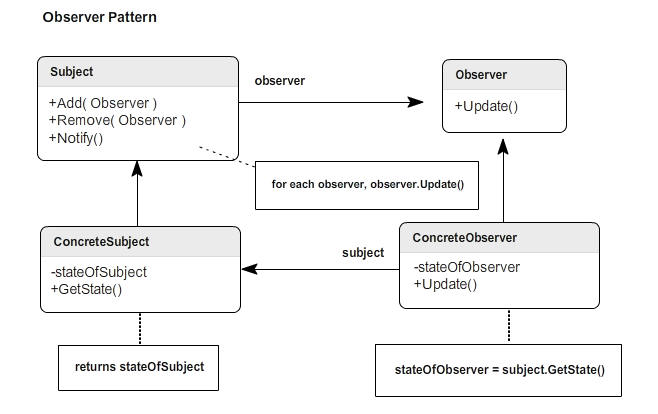 Observer Pattern
Subject
+Add( Observer )
+Remove( Observer )
+Notify()
observer
Observer
+Update()
for each observer, observer.Update()
ConcreteSubject
-stateOfSubject
+GetState()
subject
ConcreteObserver
-stateOfObserver
+Update()
returns stateOfSubject
stateOfObserver = subject.GetState()